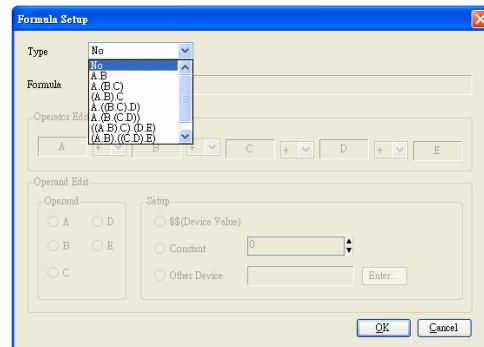 Formula Setup
Type No
No
A.B
A.(B.C)
(A.B).C
A.((B.C).D)
A.(B.(C.D))
((A.B).C).(D.E)
(A.B).((C.D).E)
Formula
Operator Edi
A + B + C + D + E
Operand Edit
Operand
A D
B E
C
Setup
$$(Device Value)
Constant 0
Other Device Enter...
OK Cancel